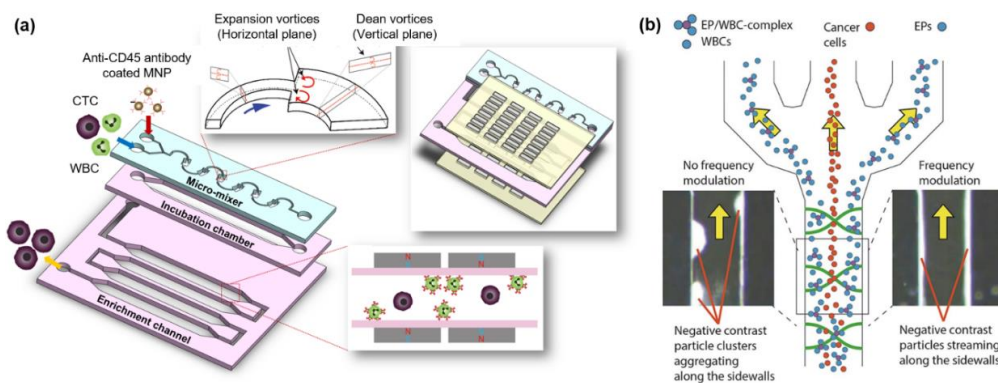 (a)
Expansion vortices
(Horizontal plane)
Dean vortices
(Vertical plane)
Anti-CD45 antibody
coated MNP
CTC
WBC
Micro-mixer
Incubation chamber
Enrichment channel
N
N
N
N
(b)
EP/WBC-complex
WBCs
Cancer
cells
EPs
No frequency
modulation
Frequency
modulation
Negative contrast
particle clusters
aggregating
along the sidewalls
Negative contrast
particles streaming
along the sidewalls